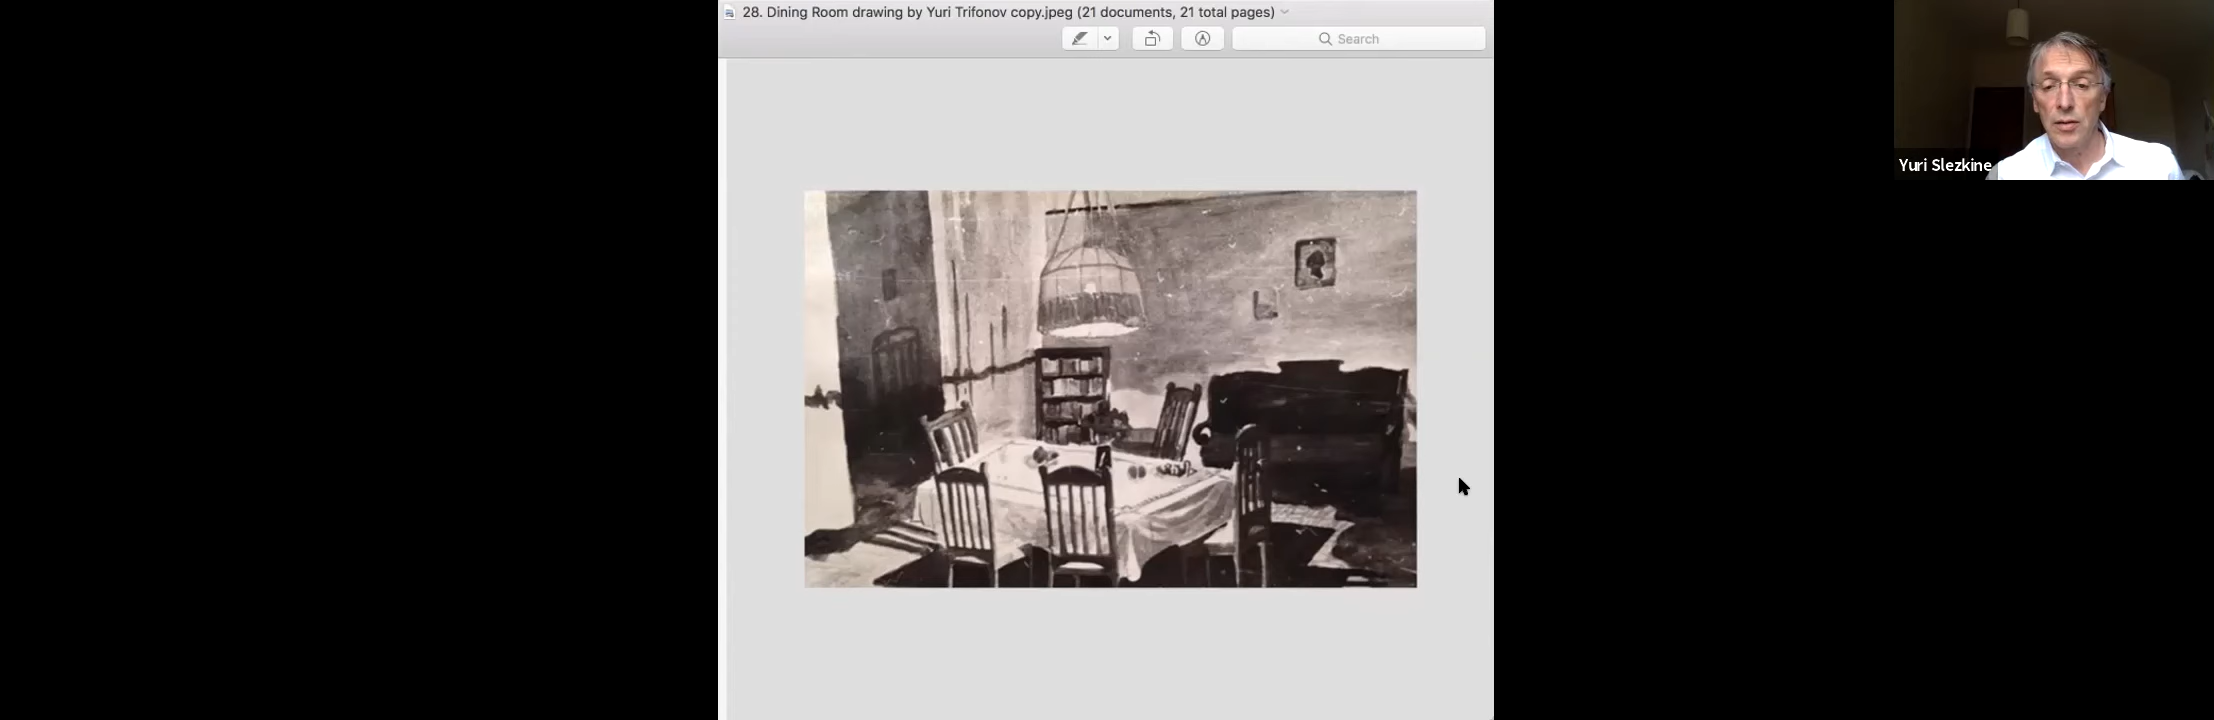 28. Dining Room drawing by Yuri Trifonov copy.jpeg (21 documents, 21 total pages)
Search
Yuri Slezkine